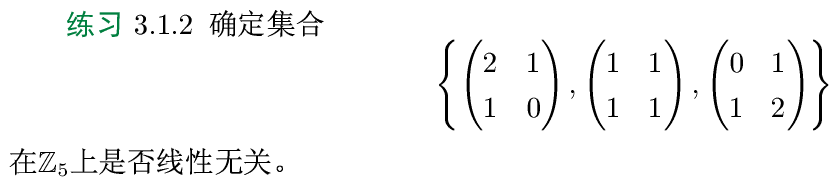 练习 3.1.2 确定集合
{(2 1 1 0), (1 1 1 1), (0 1 1 2)}
在ℤ₅上是否线性无关。